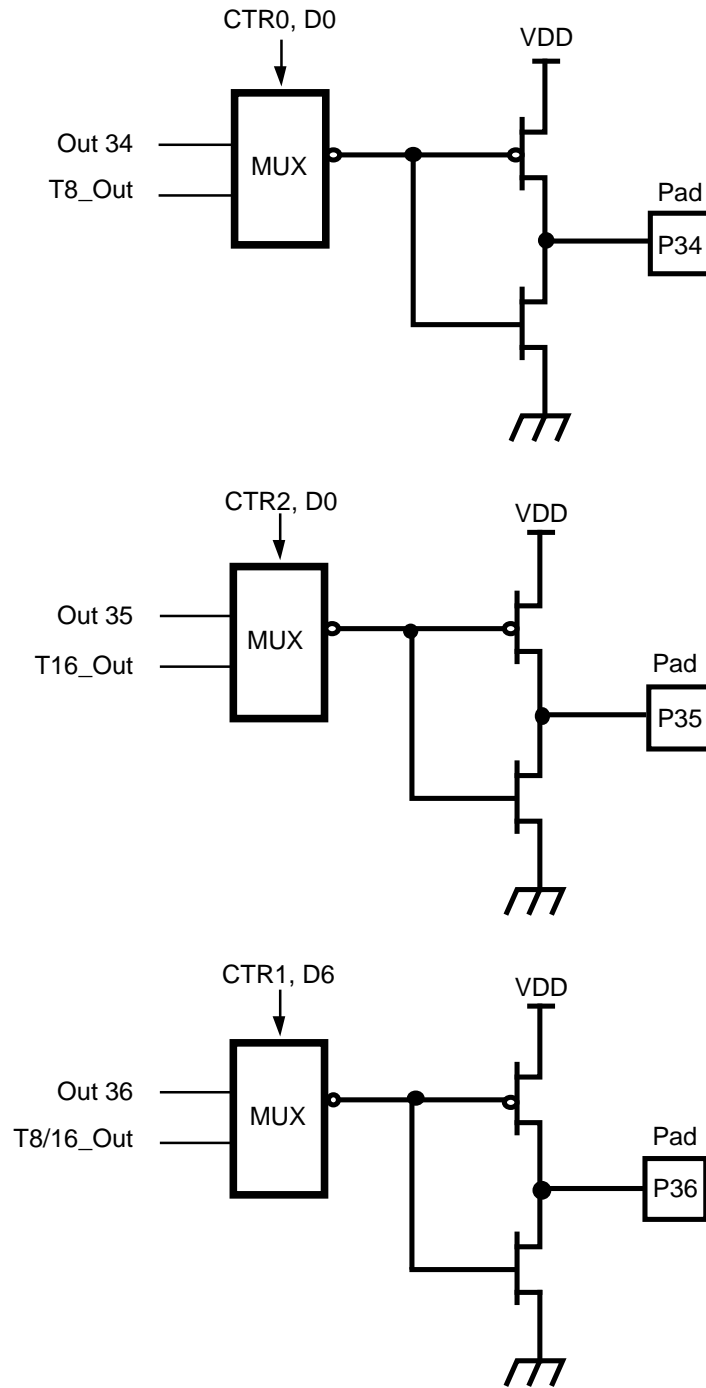 CTR0, D0
VDD
Out 34
MUX
T8_Out
Pad
P34
CTR2, D0
VDD
Out 35
MUX
T16_Out
Pad
P35
CTR1, D6
VDD
Out 36
MUX
T8/16_Out
Pad
P36